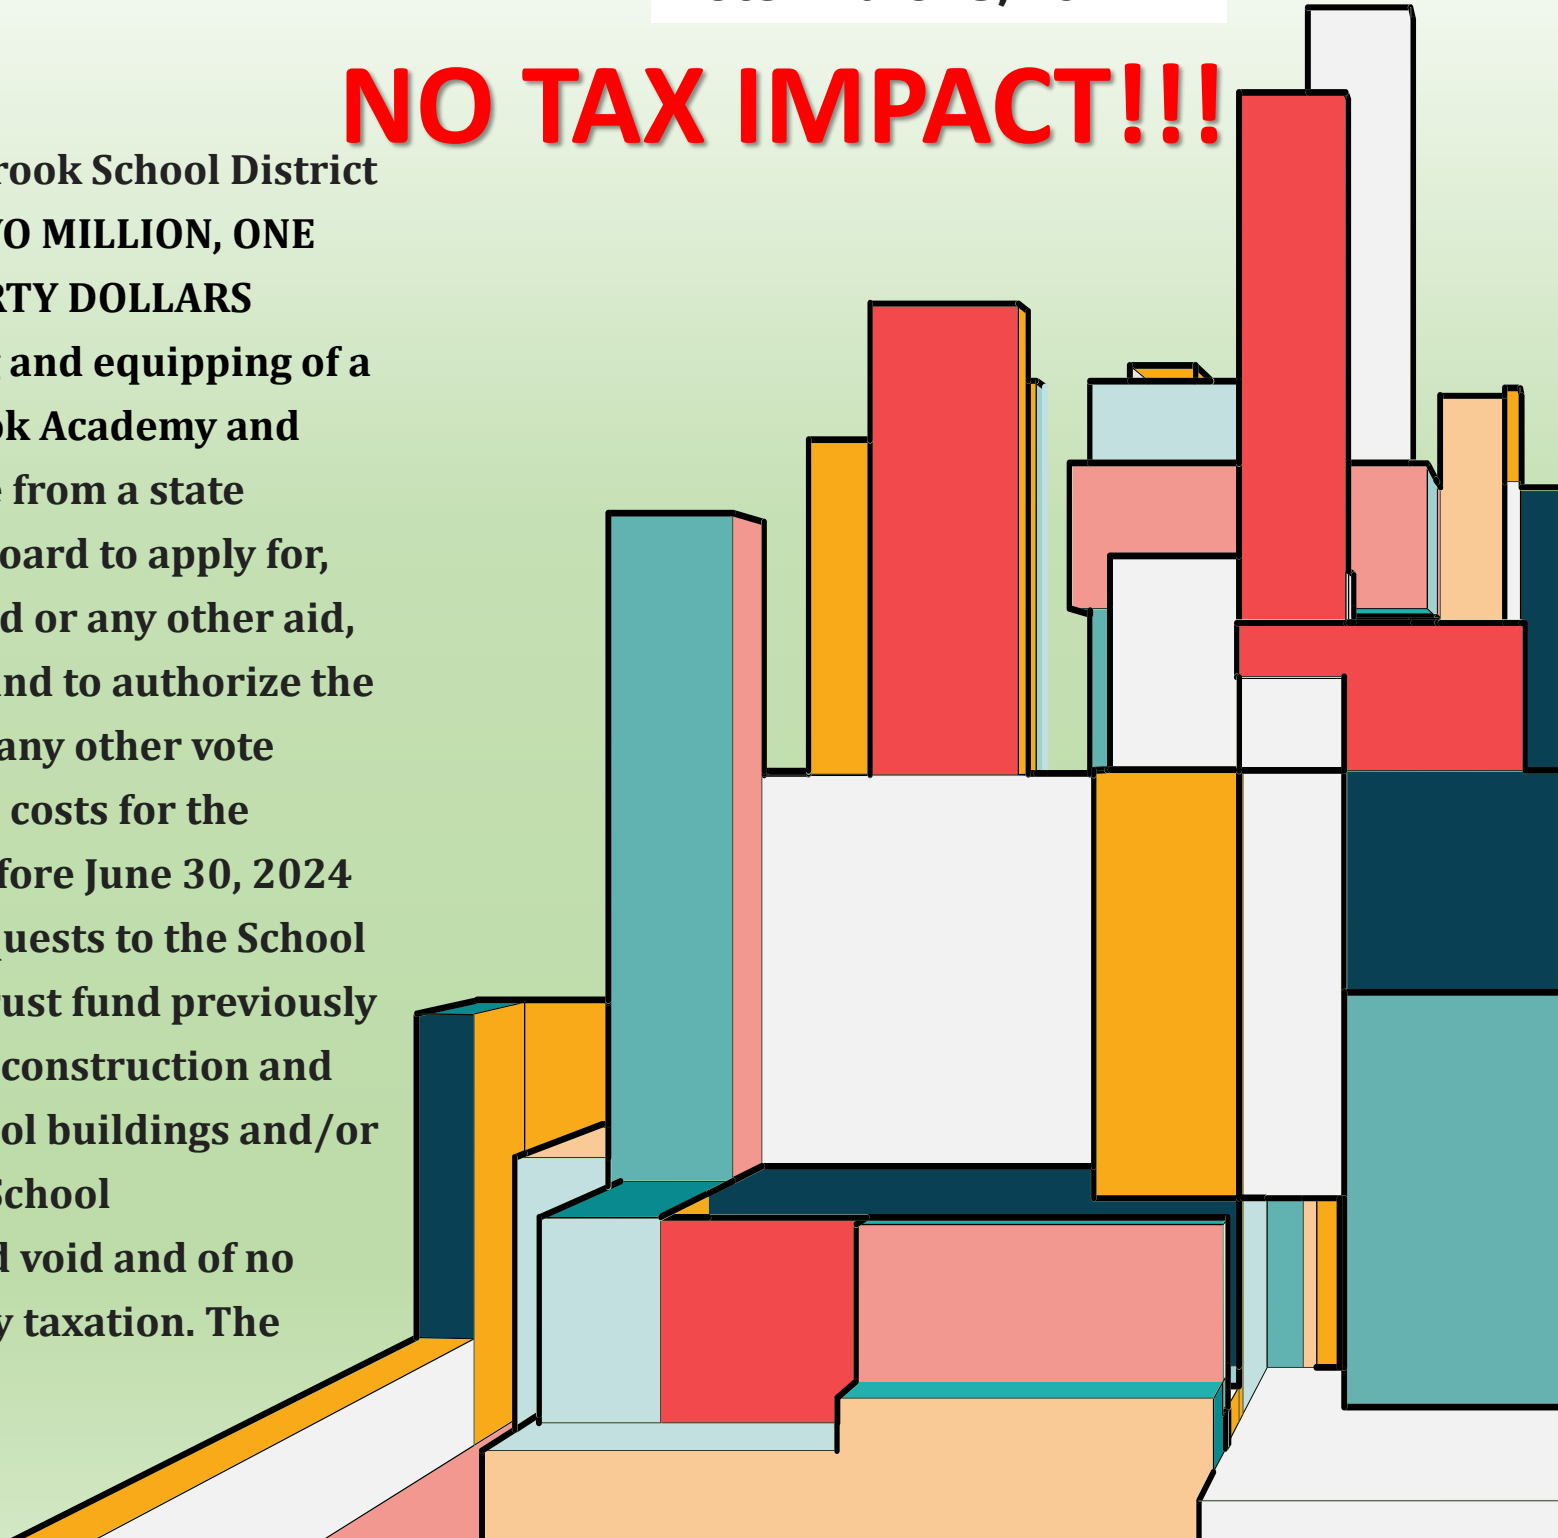 NO TAX IMPACT!!!
rook School District
O MILLION, ONE
RTY DOLLARS
and equipping of a
ok Academy and
from a state
oard to apply for,
d or any other aid,
nd to authorize the
any other vote
costs for the
fore June 30, 2024
uests to the School
rust fund previously
construction and
ol buildings and/or
School
d void and of no
y taxation. The